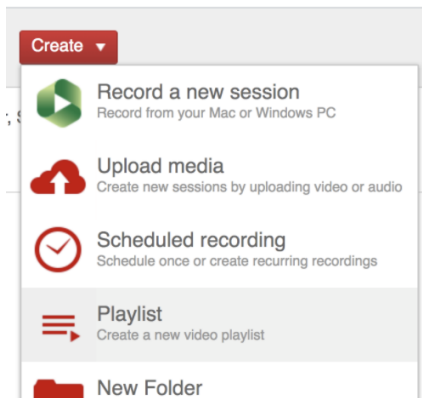 Create
Record a new session
Record from your Mac or Windows PC
Upload media
Create new sessions by uploading video or audio
Scheduled recording
Schedule once or create recurring recordings
Playlist
Create a new video playlist
New Folder